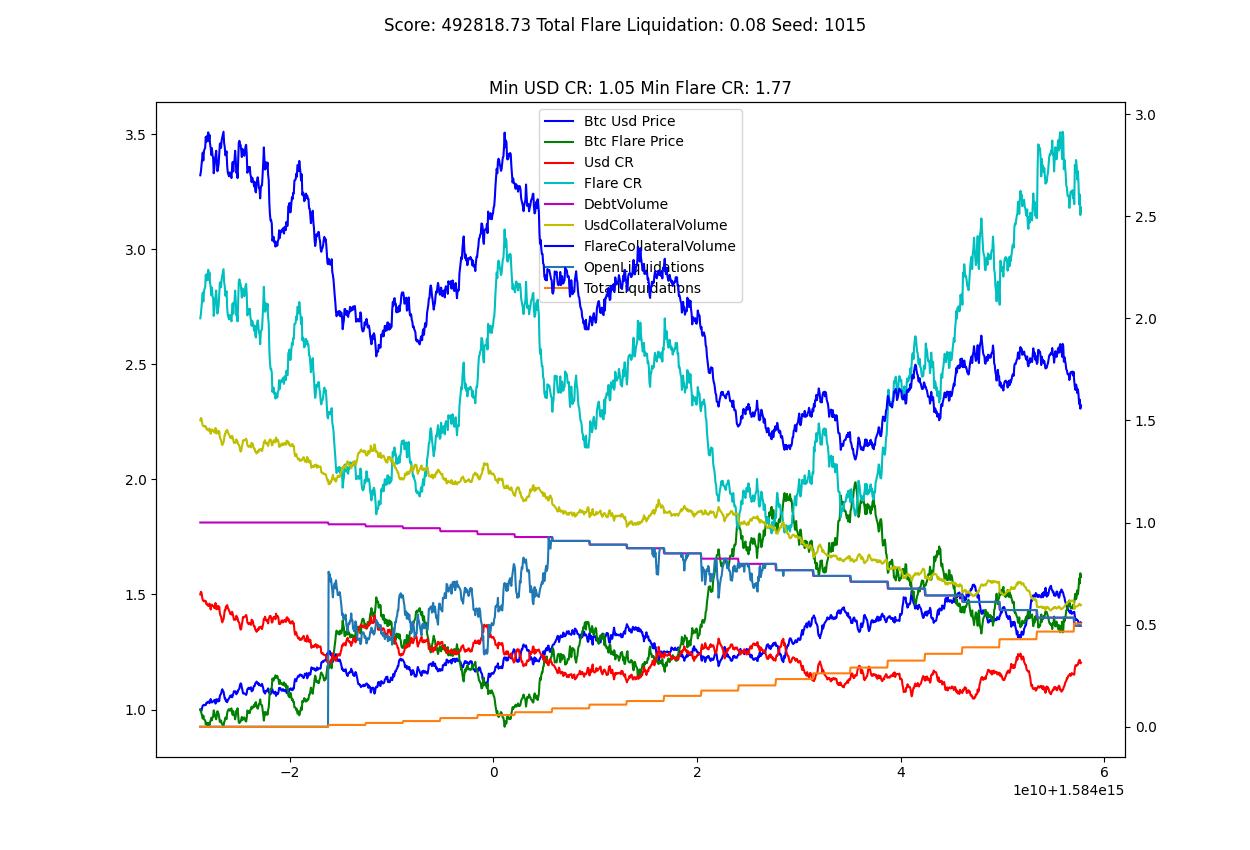 Score: 492818.73 Total Flare Liquidation: 0.08 Seed: 1015
Min USD CR: 1.05 Min Flare CR: 1.77
Btc Usd Price
Btc Flare Price
Usd CR
Flare CR
DebtVolume
UsdCollateralVolume
FlareCollateralVolume
OpenLiquidations
TotalLiquidations
3.5
3.0
2.5
2.0
1.5
1.0
3.0
2.5
2.0
1.5
1.0
0.5
0.0
−2 0 2 4 6
1e10+1.584e15